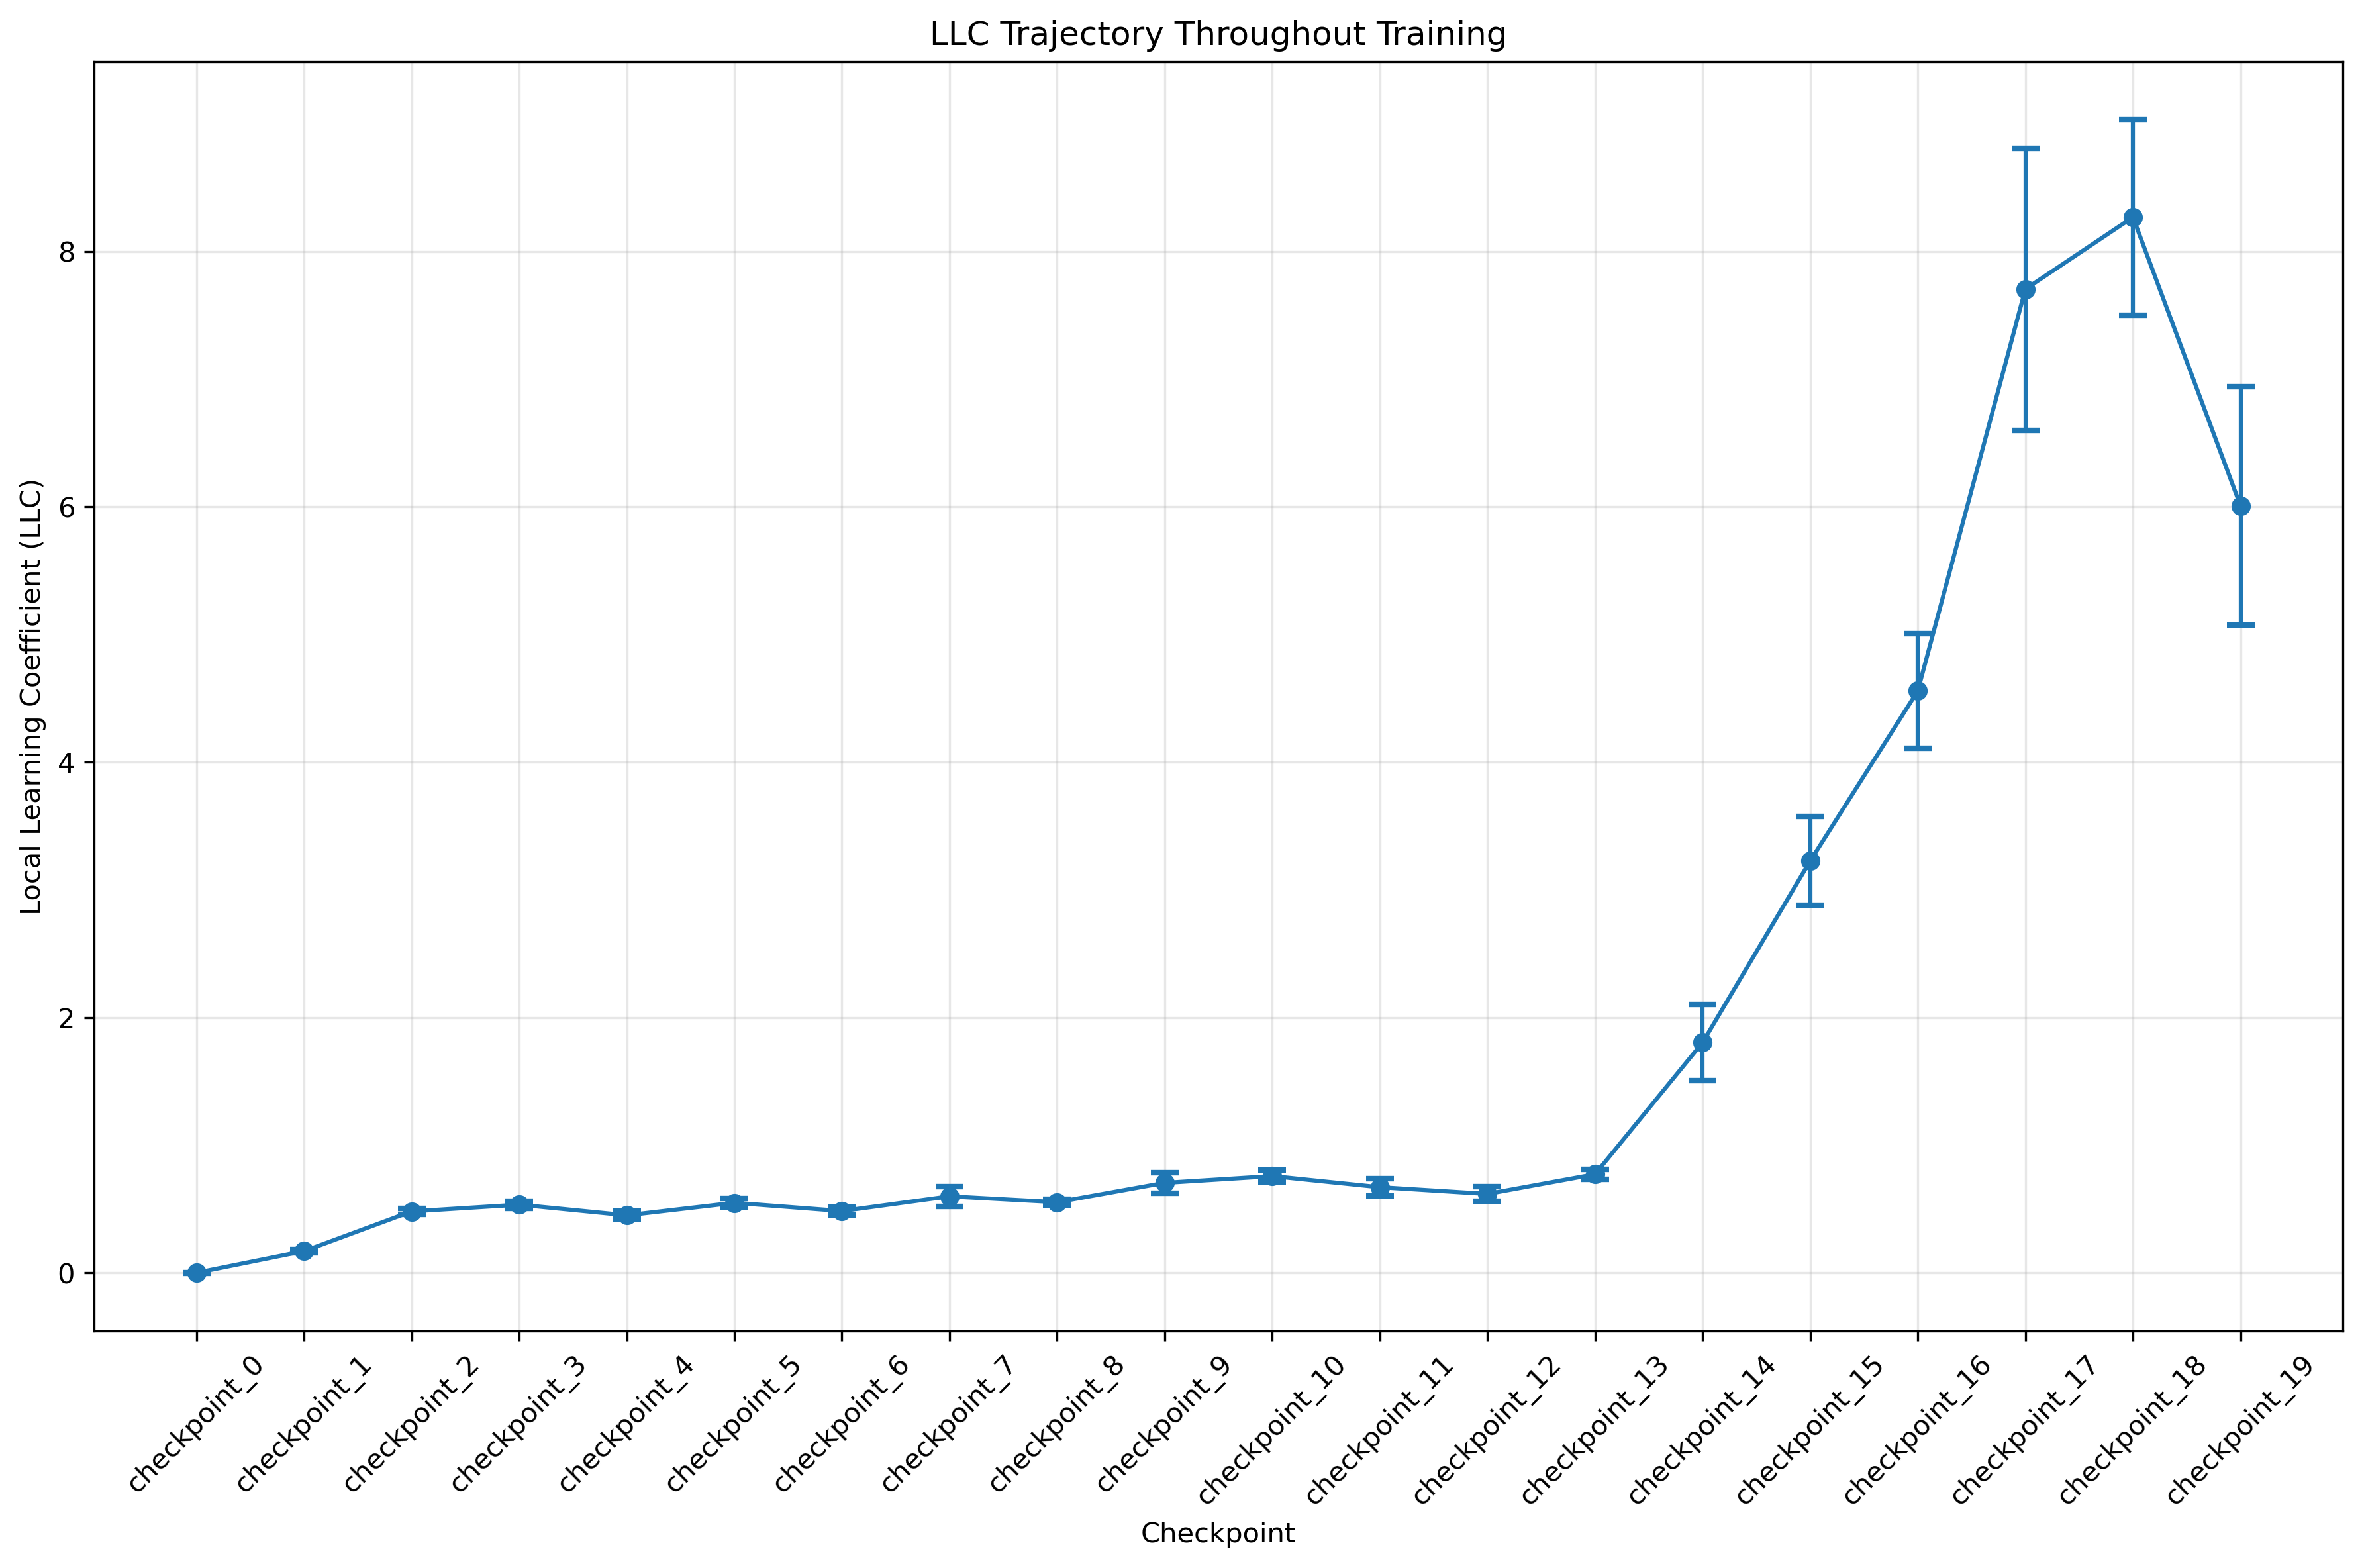 LLC Trajectory Throughout Training
Local Learning Coefficient (LLC)
8
6
4
2
0
checkpoint_0
checkpoint_1
checkpoint_2
checkpoint_3
checkpoint_4
checkpoint_5
checkpoint_6
checkpoint_7
checkpoint_8
checkpoint_9
checkpoint_10
checkpoint_11
checkpoint_12
checkpoint_13
checkpoint_14
checkpoint_15
checkpoint_16
checkpoint_17
checkpoint_18
checkpoint_19
Checkpoint